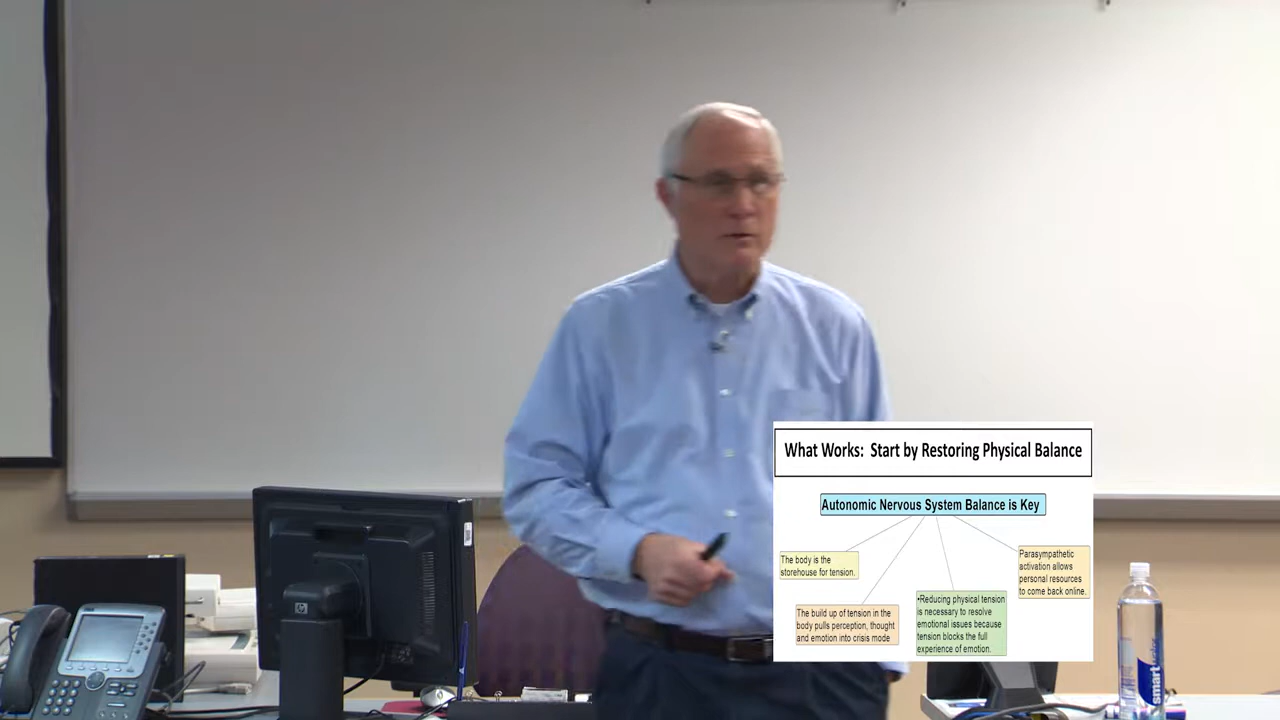 What Works:  Start by Restoring Physical Balance
Autonomic Nervous System Balance is Key
The body is the
storehouse for tension.
The build up of tension in the
body pulls perception, thought
and emotion into crisis mode
•Reducing physical tension
is necessary to resolve
emotional issues because
tension blocks the full
experience of emotion.
Parasympathetic
activation allows
personal resources
to come back online.
hp
smartwater